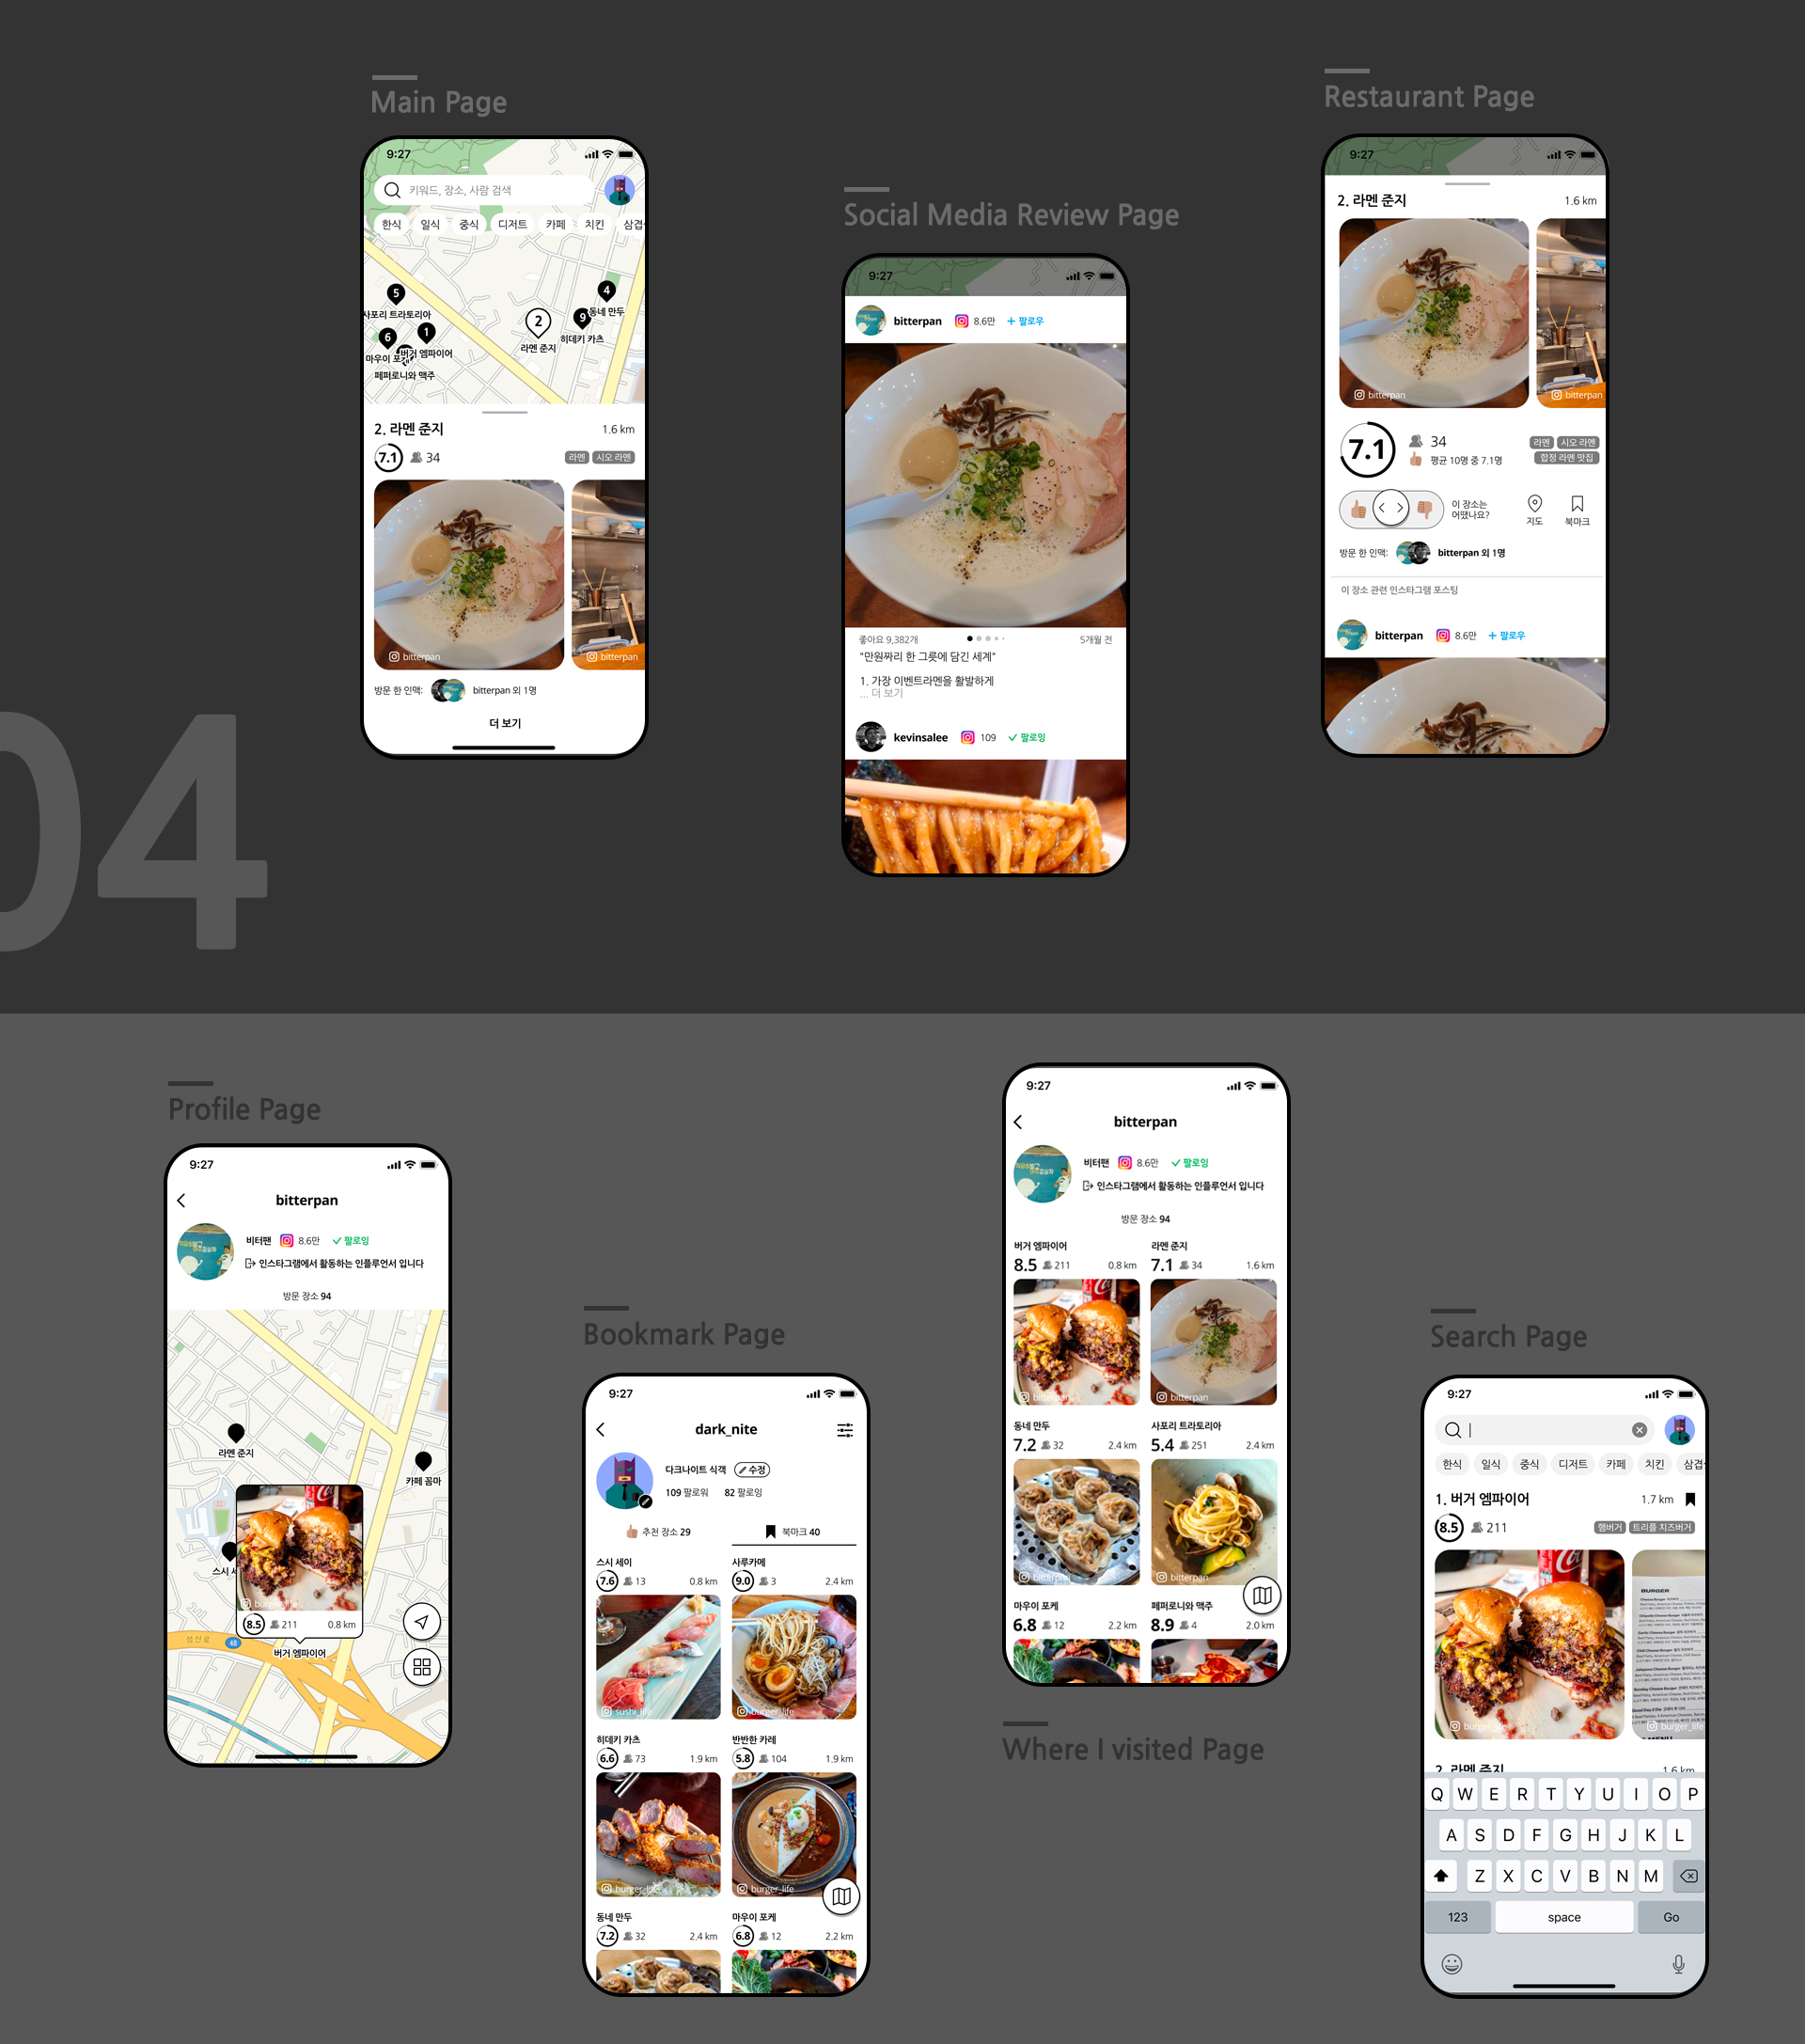 04
Main Page
9:27
키워드, 장소, 사람 검색
한식 일식 중식 디저트 카페 치킨 삼겹
5
사포리 트라토리아
4
동네 만두
6
1
2
9
히데키 카츠
마우이 포
버거 엠파이어
라멘 준지
페퍼로니와 맥주
2. 라멘 준지 1.6 km
7.1 34 라멘 시오 라멘
bitterpan bitterpan
방문 한 인맥: bitterpan 외 1명
더 보기
Social Media Review Page
9:27
bitterpan 8.6만 + 팔로우
좋아요 9,382개 5개월 전
"만원짜리 한 그릇에 담긴 세계"
1. 가장 이벤트라멘을 활발하게
... 더 보기
kevinsalee 109 팔로잉
Restaurant Page
9:27
2. 라멘 준지 1.6 km
bitterpan bitterpan
7.1 34 라멘 시오 라멘
평균 10명 중 7.1명 합정 라멘 맛집
이 장소는
어땠나요?
지도 북마크
방문 한 인맥: bitterpan 외 1명
이 장소 관련 인스타그램 포스팅
bitterpan 8.6만 + 팔로우
Profile Page
9:27
bitterpan
비터팬 8.6만 팔로잉
인스타그램에서 활동하는 인플루언서 입니다
방문 장소 94
라멘 준지
카페 꼼마
스시 세
burger_life
8.5 211 0.8 km
성산로
48
버거 엠파이어
Bookmark Page
9:27
dark_nite
다크나이트 식객 수정
109 팔로워 82 팔로잉
추천 장소 29 북마크 40
스시 세이 사루카메
7.6 13 0.8 km 9.0 3 2.4 km
sushi_life burger_life
히데키 카츠 반반한 카레
6.6 73 1.9 km 5.8 104 1.9 km
burger_life burger_life
동네 만두 마우이 포케
7.2 32 2.4 km 6.8 12 2.2 km
9:27
bitterpan
비터팬 8.6만 팔로잉
인스타그램에서 활동하는 인플루언서 입니다
방문 장소 94
버거 엠파이어 라멘 준지
8.5 211 0.8 km 7.1 34 1.6 km
bitterpan bitterpan
동네 만두 사포리 트라토리아
7.2 32 2.4 km 5.4 251 2.4 km
bitterpan bitterpan
마우이 포케 페퍼로니와 맥주
6.8 12 2.2 km 8.9 4 2.0 km
Where I visited Page
Search Page
9:27
한식 일식 중식 디저트 카페 치킨 삼겹
1. 버거 엠파이어 1.7 km
8.5 211 햄버거 트리플 치즈버거
BURGER
burger_life burger_life
2. 라멘 준지 1.6 km
Q W E R T Y U I O P
A S D F G H J K L
Z X C V B N M
123 space Go